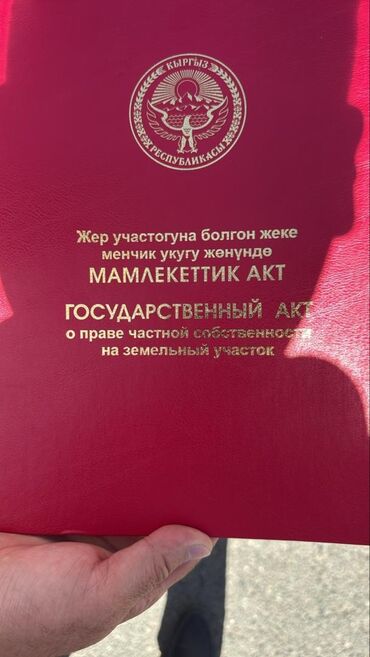 КЫРГЫЗ
РЕСПУБЛИКАСЫ
Жер участогуна болгон жеке
менчик укугу жөнүндө
МАМЛЕКЕТТИК АКТ
ГОСУДАРСТВЕННЫЙ АКТ
о праве частной собственности
на земельный участок